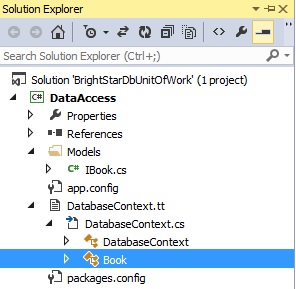 Solution Explorer
Search Solution Explorer (Ctrl+;)
Solution 'BrightStarDbUnitOfWork' (1 project)
C# DataAccess
Properties
References
Models
C# IBook.cs
app.config
DatabaseContext.tt
DatabaseContext.cs
DatabaseContext
Book
packages.config